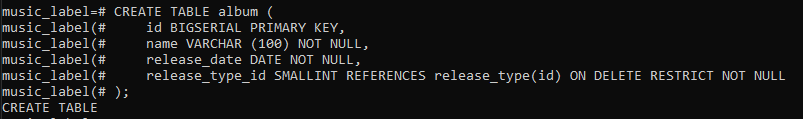 music_label=# CREATE TABLE album (
music_label(#     id BIGSERIAL PRIMARY KEY,
music_label(#     name VARCHAR (100) NOT NULL,
music_label(#     release_date DATE NOT NULL,
music_label(#     release_type_id SMALLINT REFERENCES release_type(id) ON DELETE RESTRICT NOT NULL
music_label(# );
CREATE TABLE